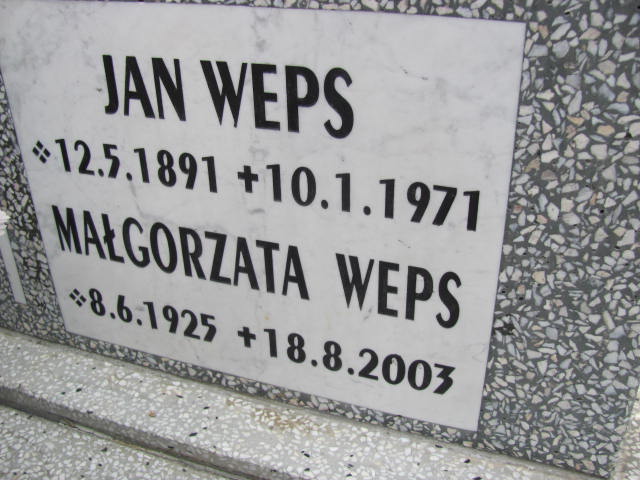 JAN WEPS
❖12.5.1891 +10.1.1971
MAŁGORZATA WEPS
❖8.6.1925 +18.8.2003